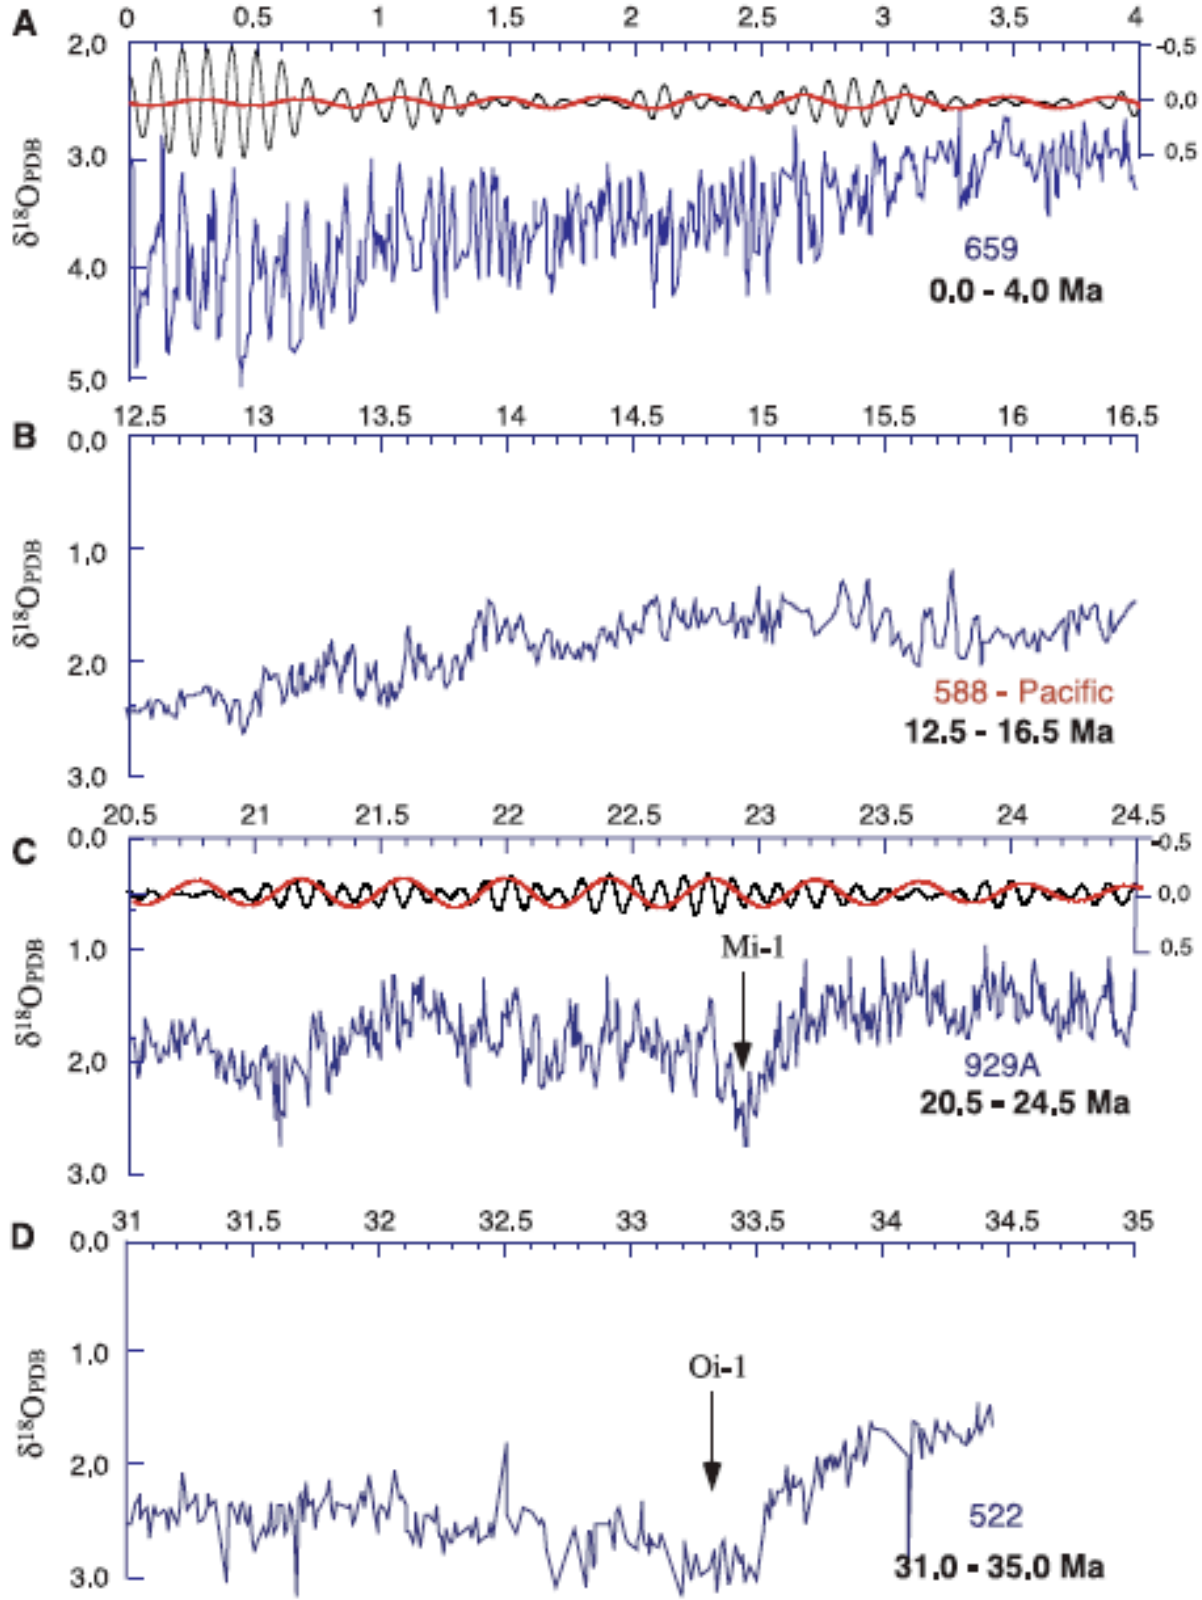 A
0 0.5 1 1.5 2 2.5 3 3.5 4
2.0
3.0
4.0
5.0
δ¹⁸OPDB
-0.5
0.0
0.5
659
0.0 - 4.0 Ma
B
12.5 13 13.5 14 14.5 15 15.5 16 16.5
0.0
1.0
2.0
3.0
δ¹⁸OPDB
588 - Pacific
12.5 - 16.5 Ma
C
20.5 21 21.5 22 22.5 23 23.5 24 24.5
0.0
1.0
2.0
3.0
δ¹⁸OPDB
-0.5
0.0
0.5
Mi-1
929A
20.5 - 24.5 Ma
D
31 31.5 32 32.5 33 33.5 34 34.5 35
0.0
1.0
2.0
3.0
δ¹⁸OPDB
Oi-1
522
31.0 - 35.0 Ma